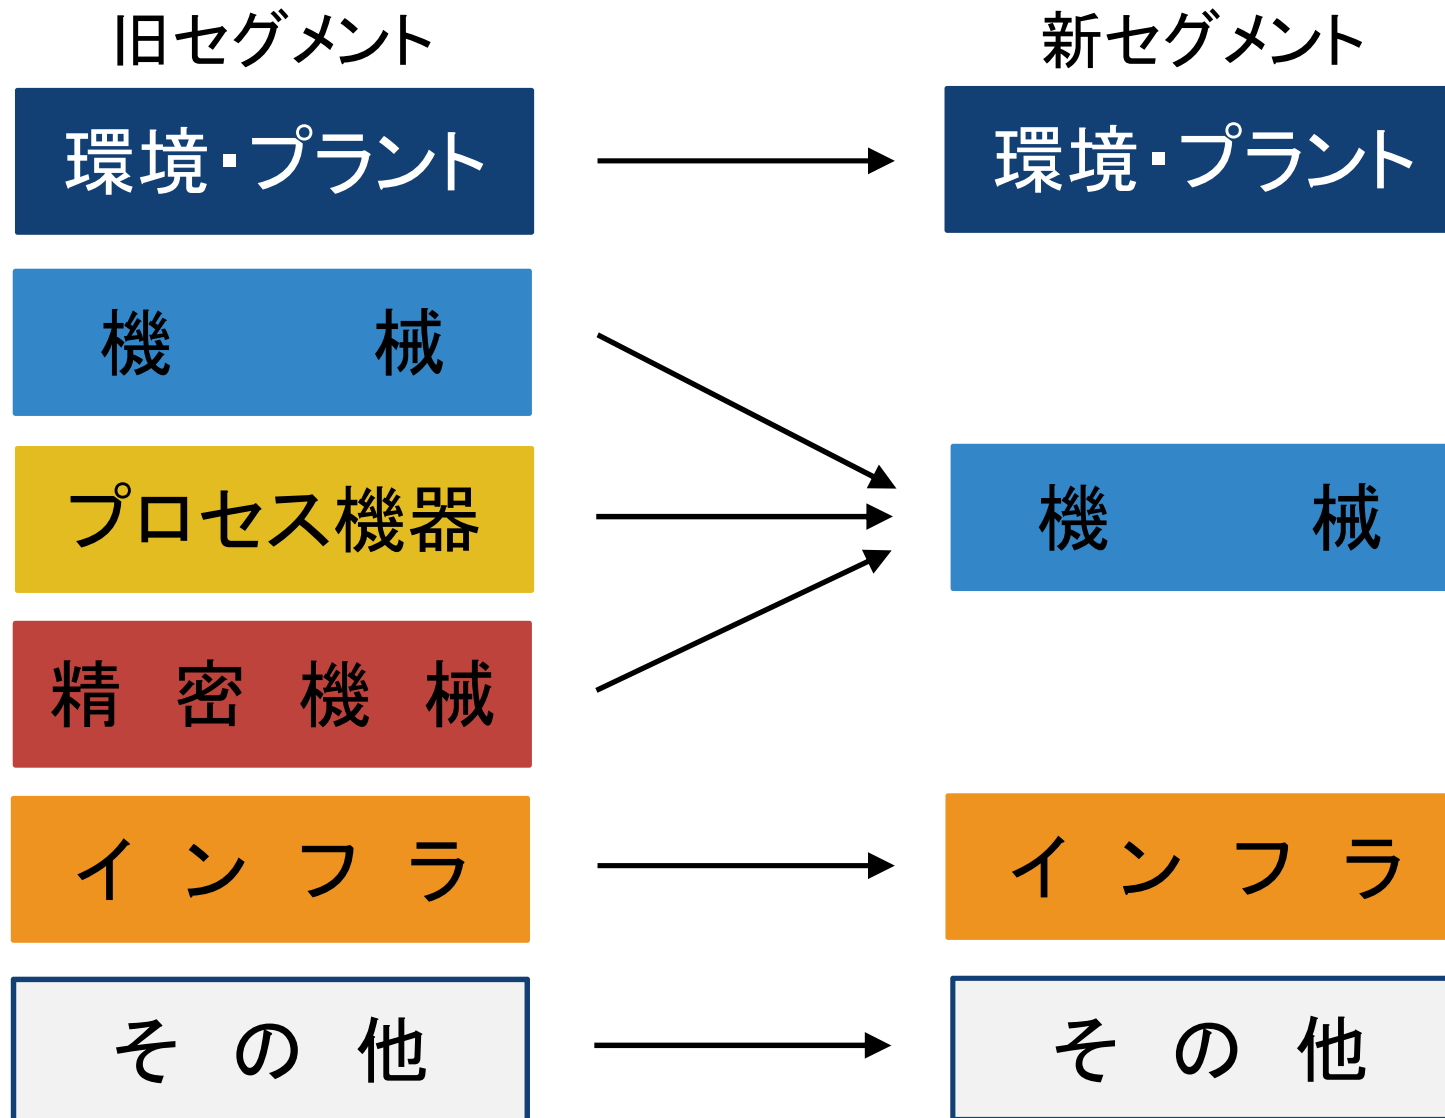 旧セグメント
環境・プラント
機械
プロセス機器
精密機械
インフラ
その他
新セグメント
環境・プラント
機械
インフラ
その他